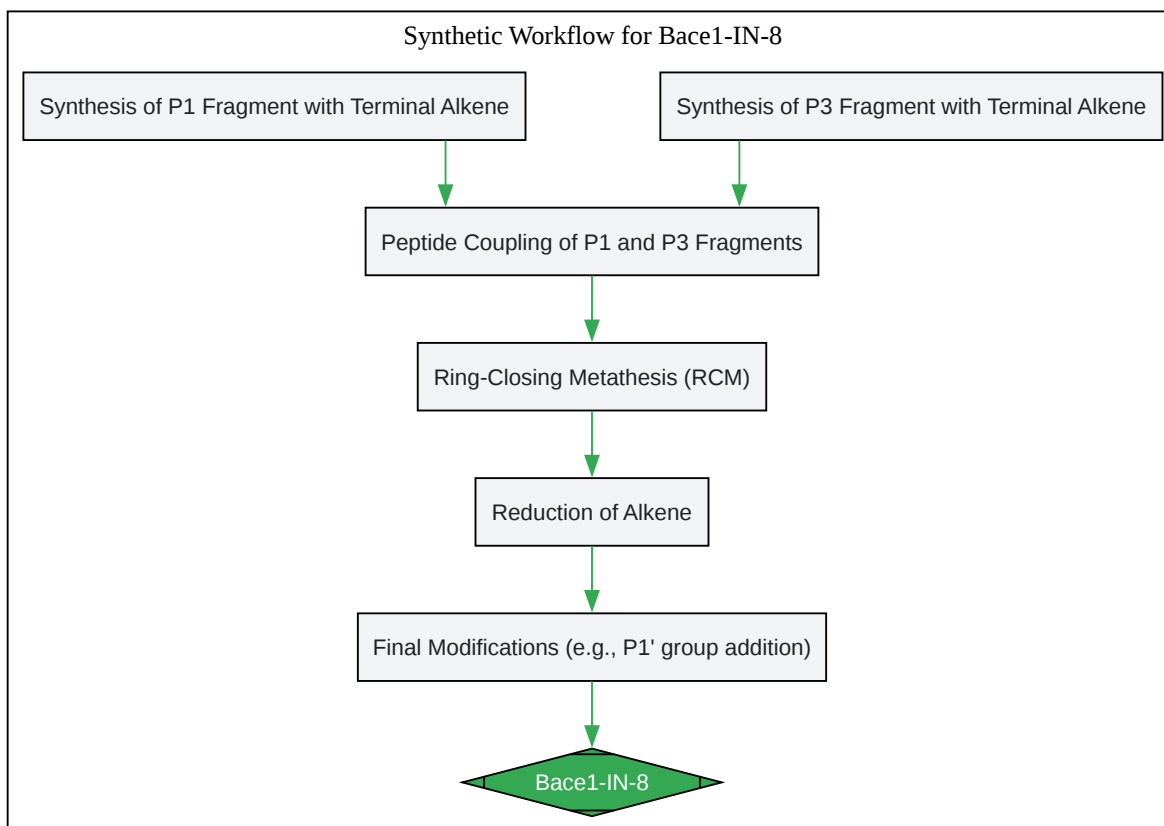 Synthetic Workflow for Bace1-IN-8
Synthesis of P1 Fragment with Terminal Alkene
Synthesis of P3 Fragment with Terminal Alkene
Peptide Coupling of P1 and P3 Fragments
Ring-Closing Metathesis (RCM)
Reduction of Alkene
Final Modifications (e.g., P1' group addition)
Bace1-IN-8